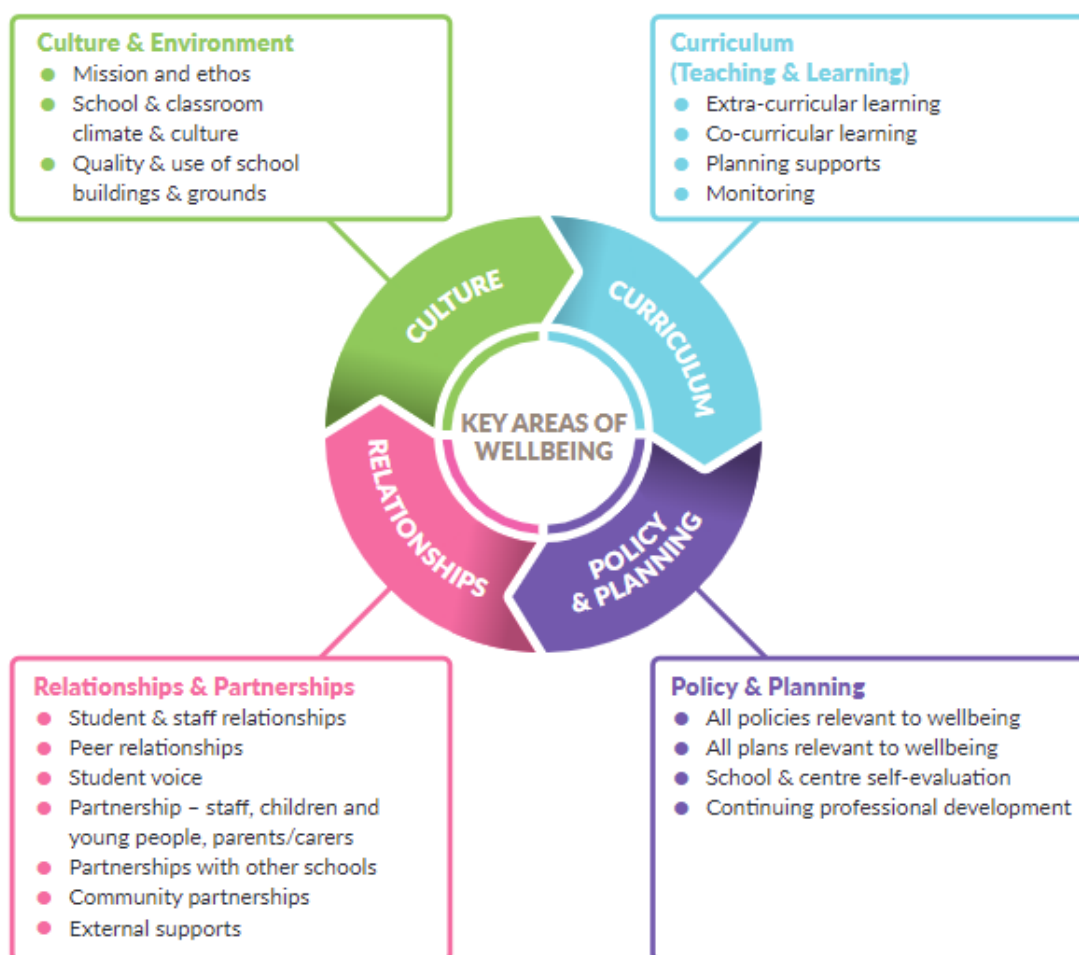 Culture & Environment
● Mission and ethos
● School & classroom
climate & culture
● Quality & use of school
buildings & grounds
Curriculum
(Teaching & Learning)
● Extra-curricular learning
● Co-curricular learning
● Planning supports
● Monitoring
CULTURE
CURRICULUM
KEY AREAS OF
WELLBEING
RELATIONSHIPS
POLICY
& PLANNING
Relationships & Partnerships
● Student & staff relationships
● Peer relationships
● Student voice
● Partnership – staff, children and
young people, parents/carers
● Partnerships with other schools
● Community partnerships
● External supports
Policy & Planning
● All policies relevant to wellbeing
● All plans relevant to wellbeing
● School & centre self-evaluation
● Continuing professional development